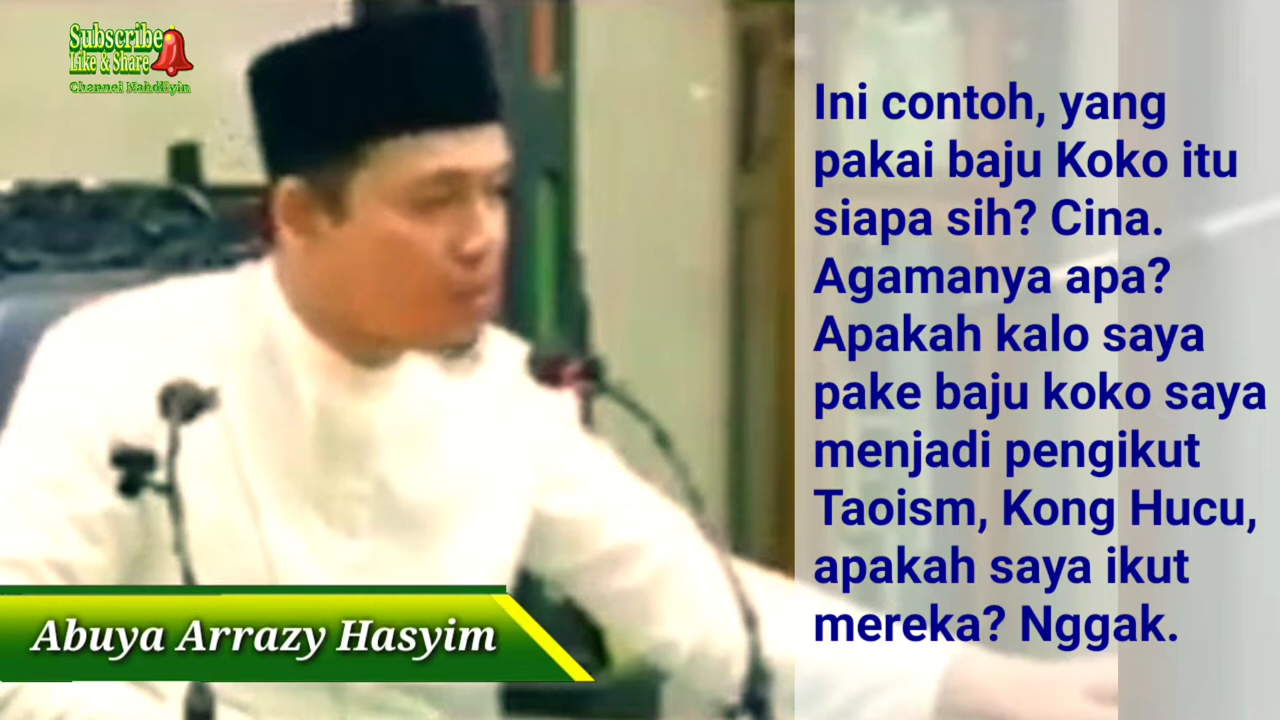 Subscribe
Like & Share
Channel Nahdliyin
Ini contoh, yang
pakai baju Koko itu
siapa sih? Cina.
Agamanya apa?
Apakah kalo saya
pake baju koko saya
menjadi pengikut
Taoism, Kong Hucu,
apakah saya ikut
mereka? Nggak.
Abuya Arrazy Hasyim